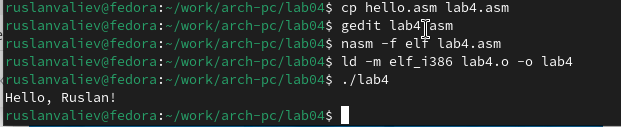 ruslanvaliev@fedora:~/work/arch-pc/lab04$ cp hello.asm lab4.asm
ruslanvaliev@fedora:~/work/arch-pc/lab04$ gedit lab4.asm
ruslanvaliev@fedora:~/work/arch-pc/lab04$ nasm -f elf lab4.asm
ruslanvaliev@fedora:~/work/arch-pc/lab04$ ld -m elf_i386 lab4.o -o lab4
ruslanvaliev@fedora:~/work/arch-pc/lab04$ ./lab4
Hello, Ruslan!
ruslanvaliev@fedora:~/work/arch-pc/lab04$